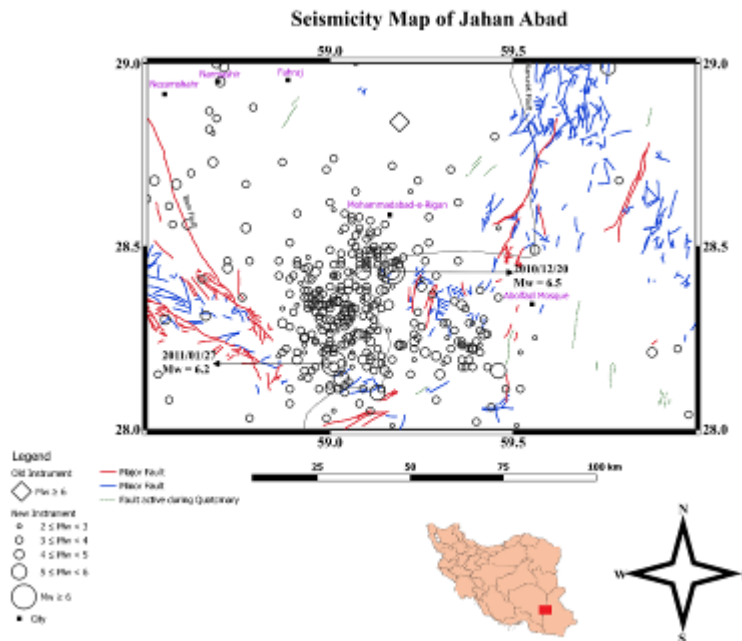 Seismicity Map of Jahan Abad
59.0
59.5
29.0
29.0
Fahraj
Mohammadabad-e-Rigan
28.5
28.5
2010/12/20
Mw = 6.5
Abolfazl Mosque
2011/01/27
Mw = 6.2
28.0
28.0
59.0
59.5
Legend
Old Instrument
Mw ≥ 6
New Instrument
2 ≤ Mw < 3
3 ≤ Mw < 4
4 ≤ Mw < 5
5 ≤ Mw < 6
Mw ≥ 6
City
Major Fault
Minor Fault
Fault active during Quaternary
25
50
75
100 km
N
W
E
S